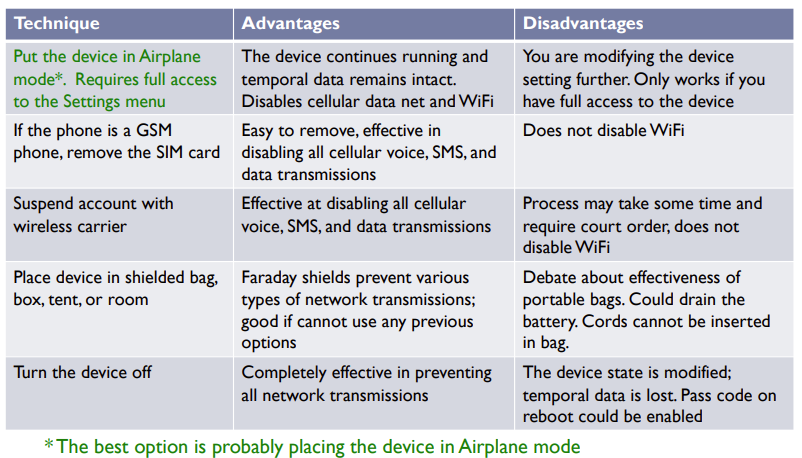 Technique Advantages Disadvantages
Put the device in Airplane
mode*. Requires full access
to the Settings menu
The device continues running and
temporal data remains intact.
Disables cellular data net and WiFi
You are modifying the device
setting further. Only works if you
have full access to the device
If the phone is a GSM
phone, remove the SIM card
Easy to remove, effective in
disabling all cellular voice, SMS, and
data transmissions
Does not disable WiFi
Suspend account with
wireless carrier
Effective at disabling all cellular
voice, SMS, and data transmissions
Process may take some time and
require court order, does not
disable WiFi
Place device in shielded bag,
box, tent, or room
Faraday shields prevent various
types of network transmissions;
good if cannot use any previous
options
Debate about effectiveness of
portable bags. Could drain the
battery. Cords cannot be inserted
in bag.
Turn the device off
Completely effective in preventing
all network transmissions
The device state is modified;
temporal data is lost. Pass code on
reboot could be enabled
* The best option is probably placing the device in Airplane mode